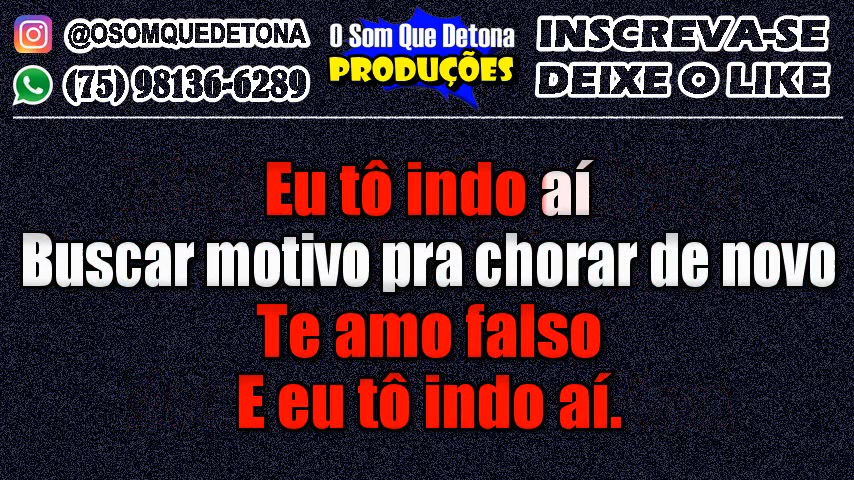 @OSOMQUEDETONA
(75) 98136-6289
O Som Que Detona
PRODUÇÕES
INSCREVA-SE
DEIXE O LIKE
Eu tô indo aí
Buscar motivo pra chorar de novo
Te amo falso
E eu tô indo aí.